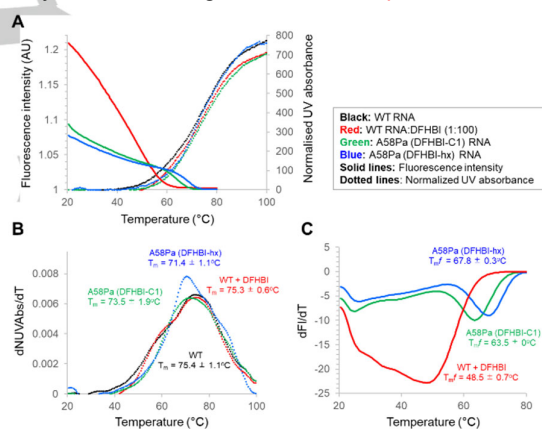 A
Fluorescence intensity (AU)
1.2
1.15
1.1
1.05
1
800
700
600
500
400
300
200
100
0
Normalised UV absorbance
20 40 60 80 100
Temperature (°C)
Black: WT RNA
Red: WT RNA:DFHBI (1:100)
Green: A58Pa (DFHBI-C1) RNA
Blue: A58Pa (DFHBI-hx) RNA
Solid lines: Fluorescence intensity
Dotted lines: Normalized UV absorbance
B
A58Pa (DFHBI-hx)
Tm = 71.4 ± 1.1°C
A58Pa (DFHBI-C1)
Tm = 73.5 ± 1.9°C
WT + DFHBI
Tm = 75.3 ± 0.6°C
WT
Tm = 75.4 ± 1.1°C
dNUVAbs/dT
0.008
0.006
0.004
0.002
0
20 40 60 80 100
Temperature (°C)
C
A58Pa (DFHBI-hx)
Tmf = 67.8 ± 0.3°C
A58Pa (DFHBI-C1)
Tmf = 63.5 ± 0°C
WT + DFHBI
Tmf = 48.5 ± 0.7°C
dFI/dT
5
0
-5
-10
-15
-20
-25
20 40 60 80
Temperature (°C)